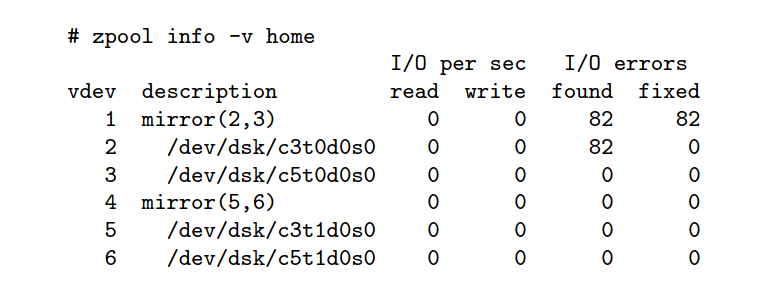 # zpool info -v home
I/O per sec I/O errors
vdev description read write found fixed
1 mirror(2,3) 0 0 82 82
2 /dev/dsk/c3t0d0s0 0 0 82 0
3 /dev/dsk/c5t0d0s0 0 0 0 0
4 mirror(5,6) 0 0 0 0
5 /dev/dsk/c3t1d0s0 0 0 0 0
6 /dev/dsk/c5t1d0s0 0 0 0 0